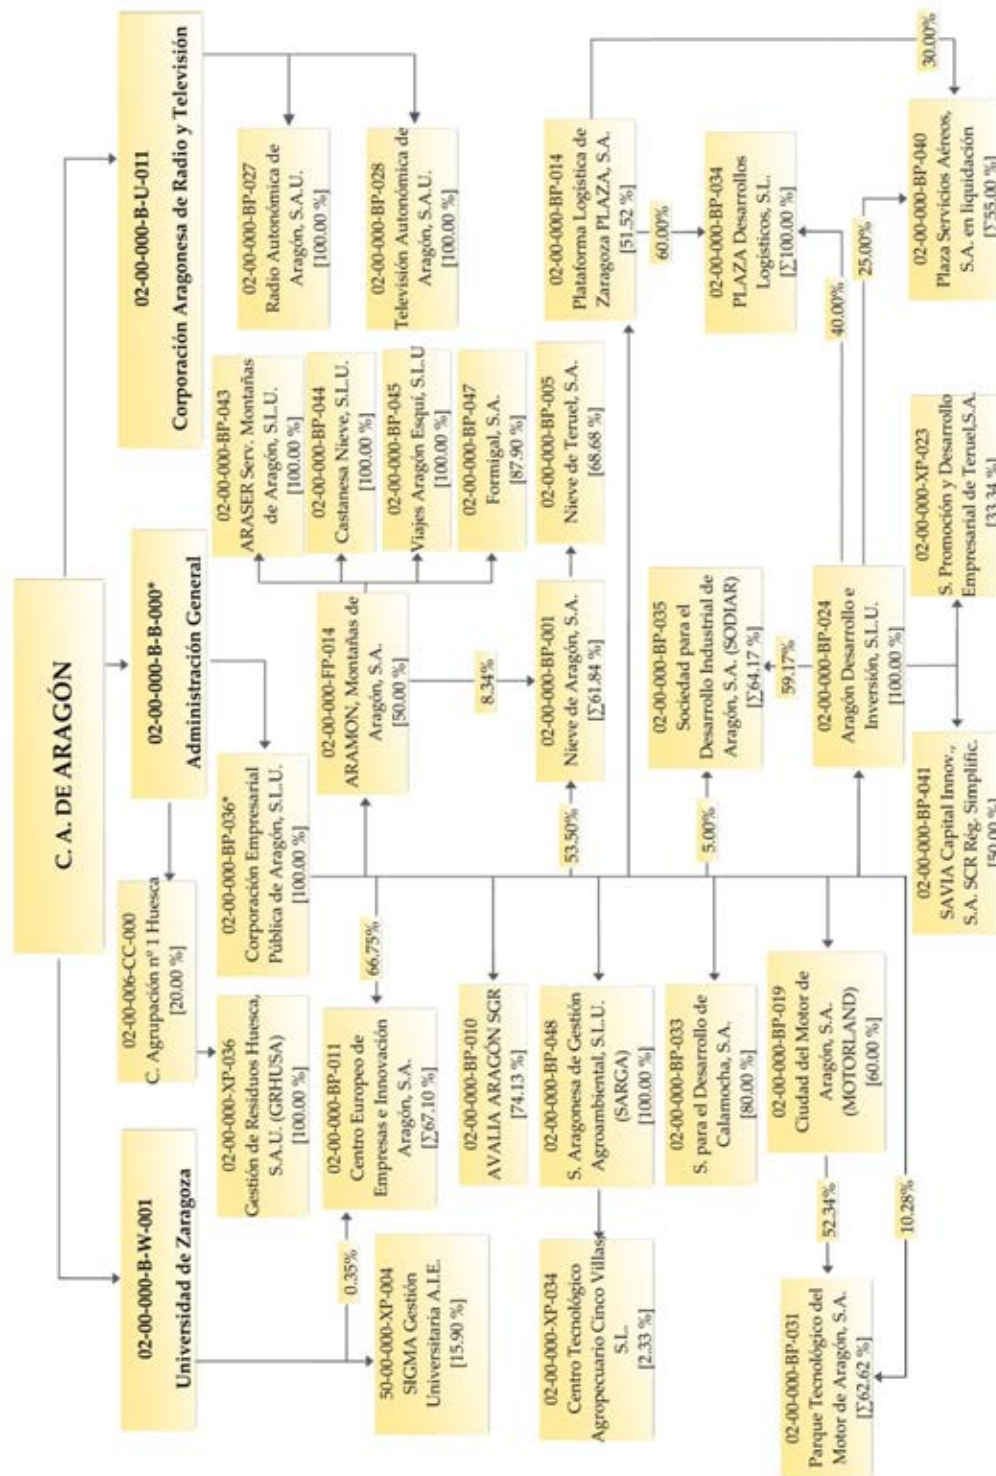 C. A. DE ARAGÓN
02-00-000-B-W-001
Universidad de Zaragoza
02-00-000-B-B-000*
Administración General
02-00-000-B-U-011
Corporación Aragonesa de Radio y Televisión
02-00-006-CC-000
C. Agrupación nº 1 Huesca
[20.00 %]
02-00-000-XP-036
Gestión de Residuos Huesca,
S.A.U. (GRHUSA)
[100.00 %]
02-00-000-BP-036*
Corporación Empresarial
Pública de Aragón, S.L.U.
[100.00 %]
02-00-000-BP-043
ARASER Serv. Montañas
de Aragón, S.L.U.
[100.00 %]
02-00-000-BP-027
Radio Autonómica de
Aragón, S.A.U.
[100.00 %]
0.35%
50-00-000-XP-004
SIGMA Gestión
Universitaria A.I.E.
[15.90 %]
02-00-000-BP-011
Centro Europeo de
Empresas e Innovación
Aragón, S.A.
[∑67.10 %]
66.75%
02-00-000-FP-014
ARAMON, Montañas de
Aragón, S.A.
[50.00 %]
02-00-000-BP-044
Castanesa Nieve, S.L.U.
[100.00 %]
02-00-000-BP-045
Viajes Aragón Esquí, S.L.U
[100.00 %]
02-00-000-BP-047
Formigal, S.A.
[87.90 %]
02-00-000-BP-028
Televisión Autonómica de
Aragón, S.A.U.
[100.00 %]
02-00-000-BP-010
AVALIA ARAGÓN SGR
[74.13 %]
8.34%
02-00-000-XP-034
Centro Tecnológico
Agropecuario Cinco Villas,
S.L.
[2.33 %]
02-00-000-BP-048
S. Aragonesa de Gestión
Agroambiental, S.L.U.
(SARGA)
[100.00 %]
53.50%
02-00-000-BP-001
Nieve de Aragón, S.A.
[∑61.84 %]
02-00-000-BP-005
Nieve de Teruel, S.A.
[68.68 %]
02-00-000-BP-014
Plataforma Logística de
Zaragoza PLAZA, S.A.
[51.52 %]
60.00%
02-00-000-BP-033
S. para el Desarrollo de
Calamocha, S.A.
[80.00 %]
5.00%
02-00-000-BP-035
Sociedad para el
Desarrollo Industrial de
Aragón, S.A. (SODIAR)
[∑64.17 %]
02-00-000-BP-034
PLAZA Desarrollos
Logísticos, S.L.
[∑100.00 %]
59.17%
02-00-000-BP-031
Parque Tecnológico del
Motor de Aragón, S.A.
[∑62.62 %]
52.34%
02-00-000-BP-019
Ciudad del Motor de
Aragón, S.A.
(MOTORLAND)
[60.00 %]
02-00-000-BP-024
Aragón Desarrollo e
Inversión, S.L.U.
[100.00 %]
40.00%
25.00%
10.28%
02-00-000-BP-041
SAVIA Capital Innov.,
S.A. SCR Rég. Simplific.
[50.00 %]
02-00-000-XP-023
S. Promoción y Desarrollo
Empresarial de Teruel,S.A.
[33.34 %]
02-00-000-BP-040
Plaza Servicios Aéreos,
S.A. en liquidación
[∑55.00 %]
30.00%